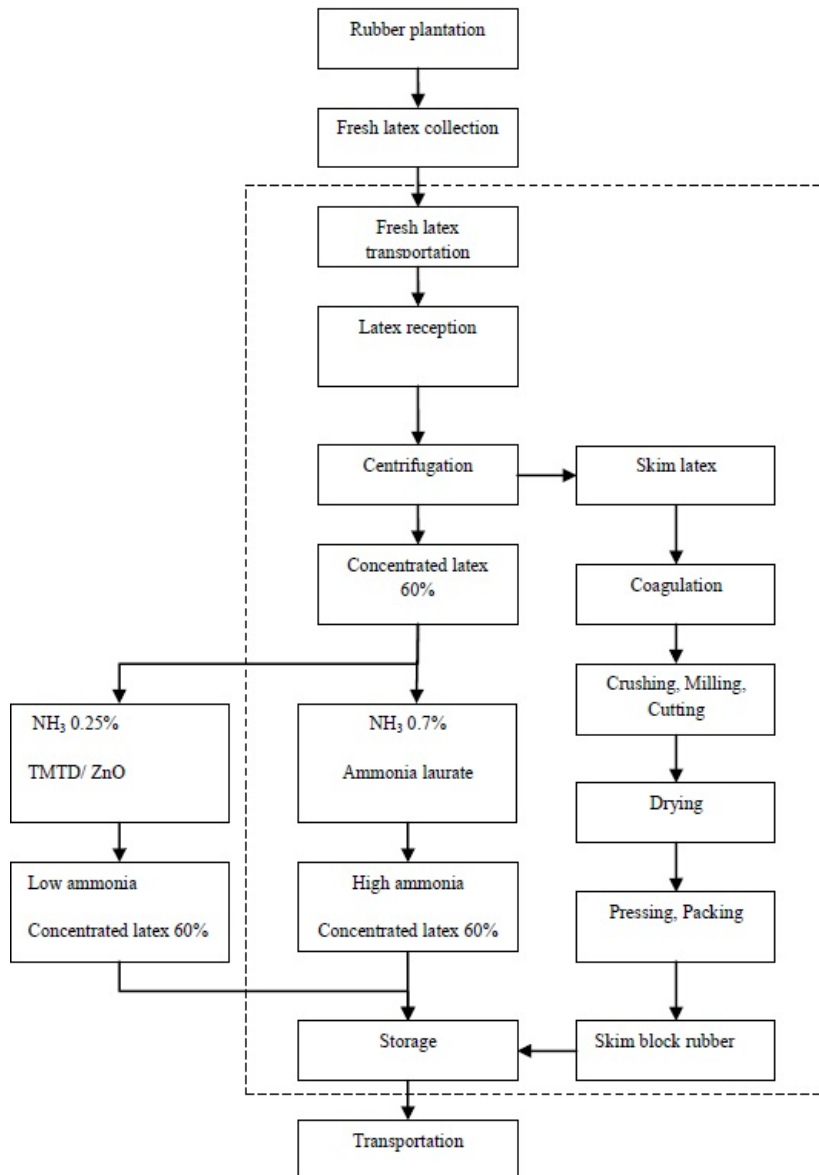 Rubber plantation
Fresh latex collection
Fresh latex
transportation
Latex reception
Centrifugation
Skim latex
Concentrated latex
60%
Coagulation
Crushing, Milling,
Cutting
NH₃ 0.25%
TMTD/ ZnO
NH₃ 0.7%
Ammonia laurate
Drying
Low ammonia
Concentrated latex 60%
High ammonia
Concentrated latex 60%
Pressing, Packing
Storage
Skim block rubber
Transportation